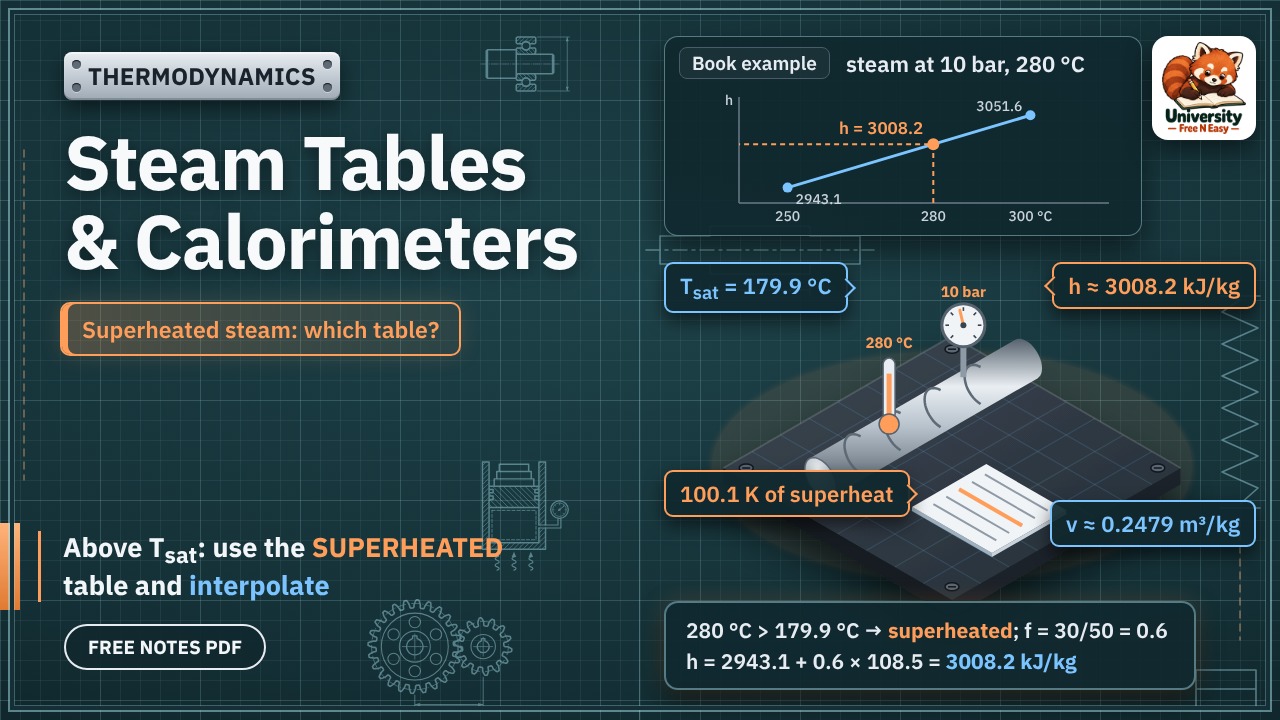 THERMODYNAMICS
Steam Tables
& Calorimeters
Superheated steam: which table?
Above Tsat: use the SUPERHEATED
table and interpolate
FREE NOTES PDF
Book example
steam at 10 bar, 280 °C
h
3051.6
h = 3008.2
2943.1
250
280
300 °C
University
Free N Easy
Tsat = 179.9 °C
10 bar
h ≈ 3008.2 kJ/kg
280 °C
100.1 K of superheat
v ≈ 0.2479 m³/kg
280 °C > 179.9 °C → superheated; f = 30/50 = 0.6
h = 2943.1 + 0.6 × 108.5 = 3008.2 kJ/kg